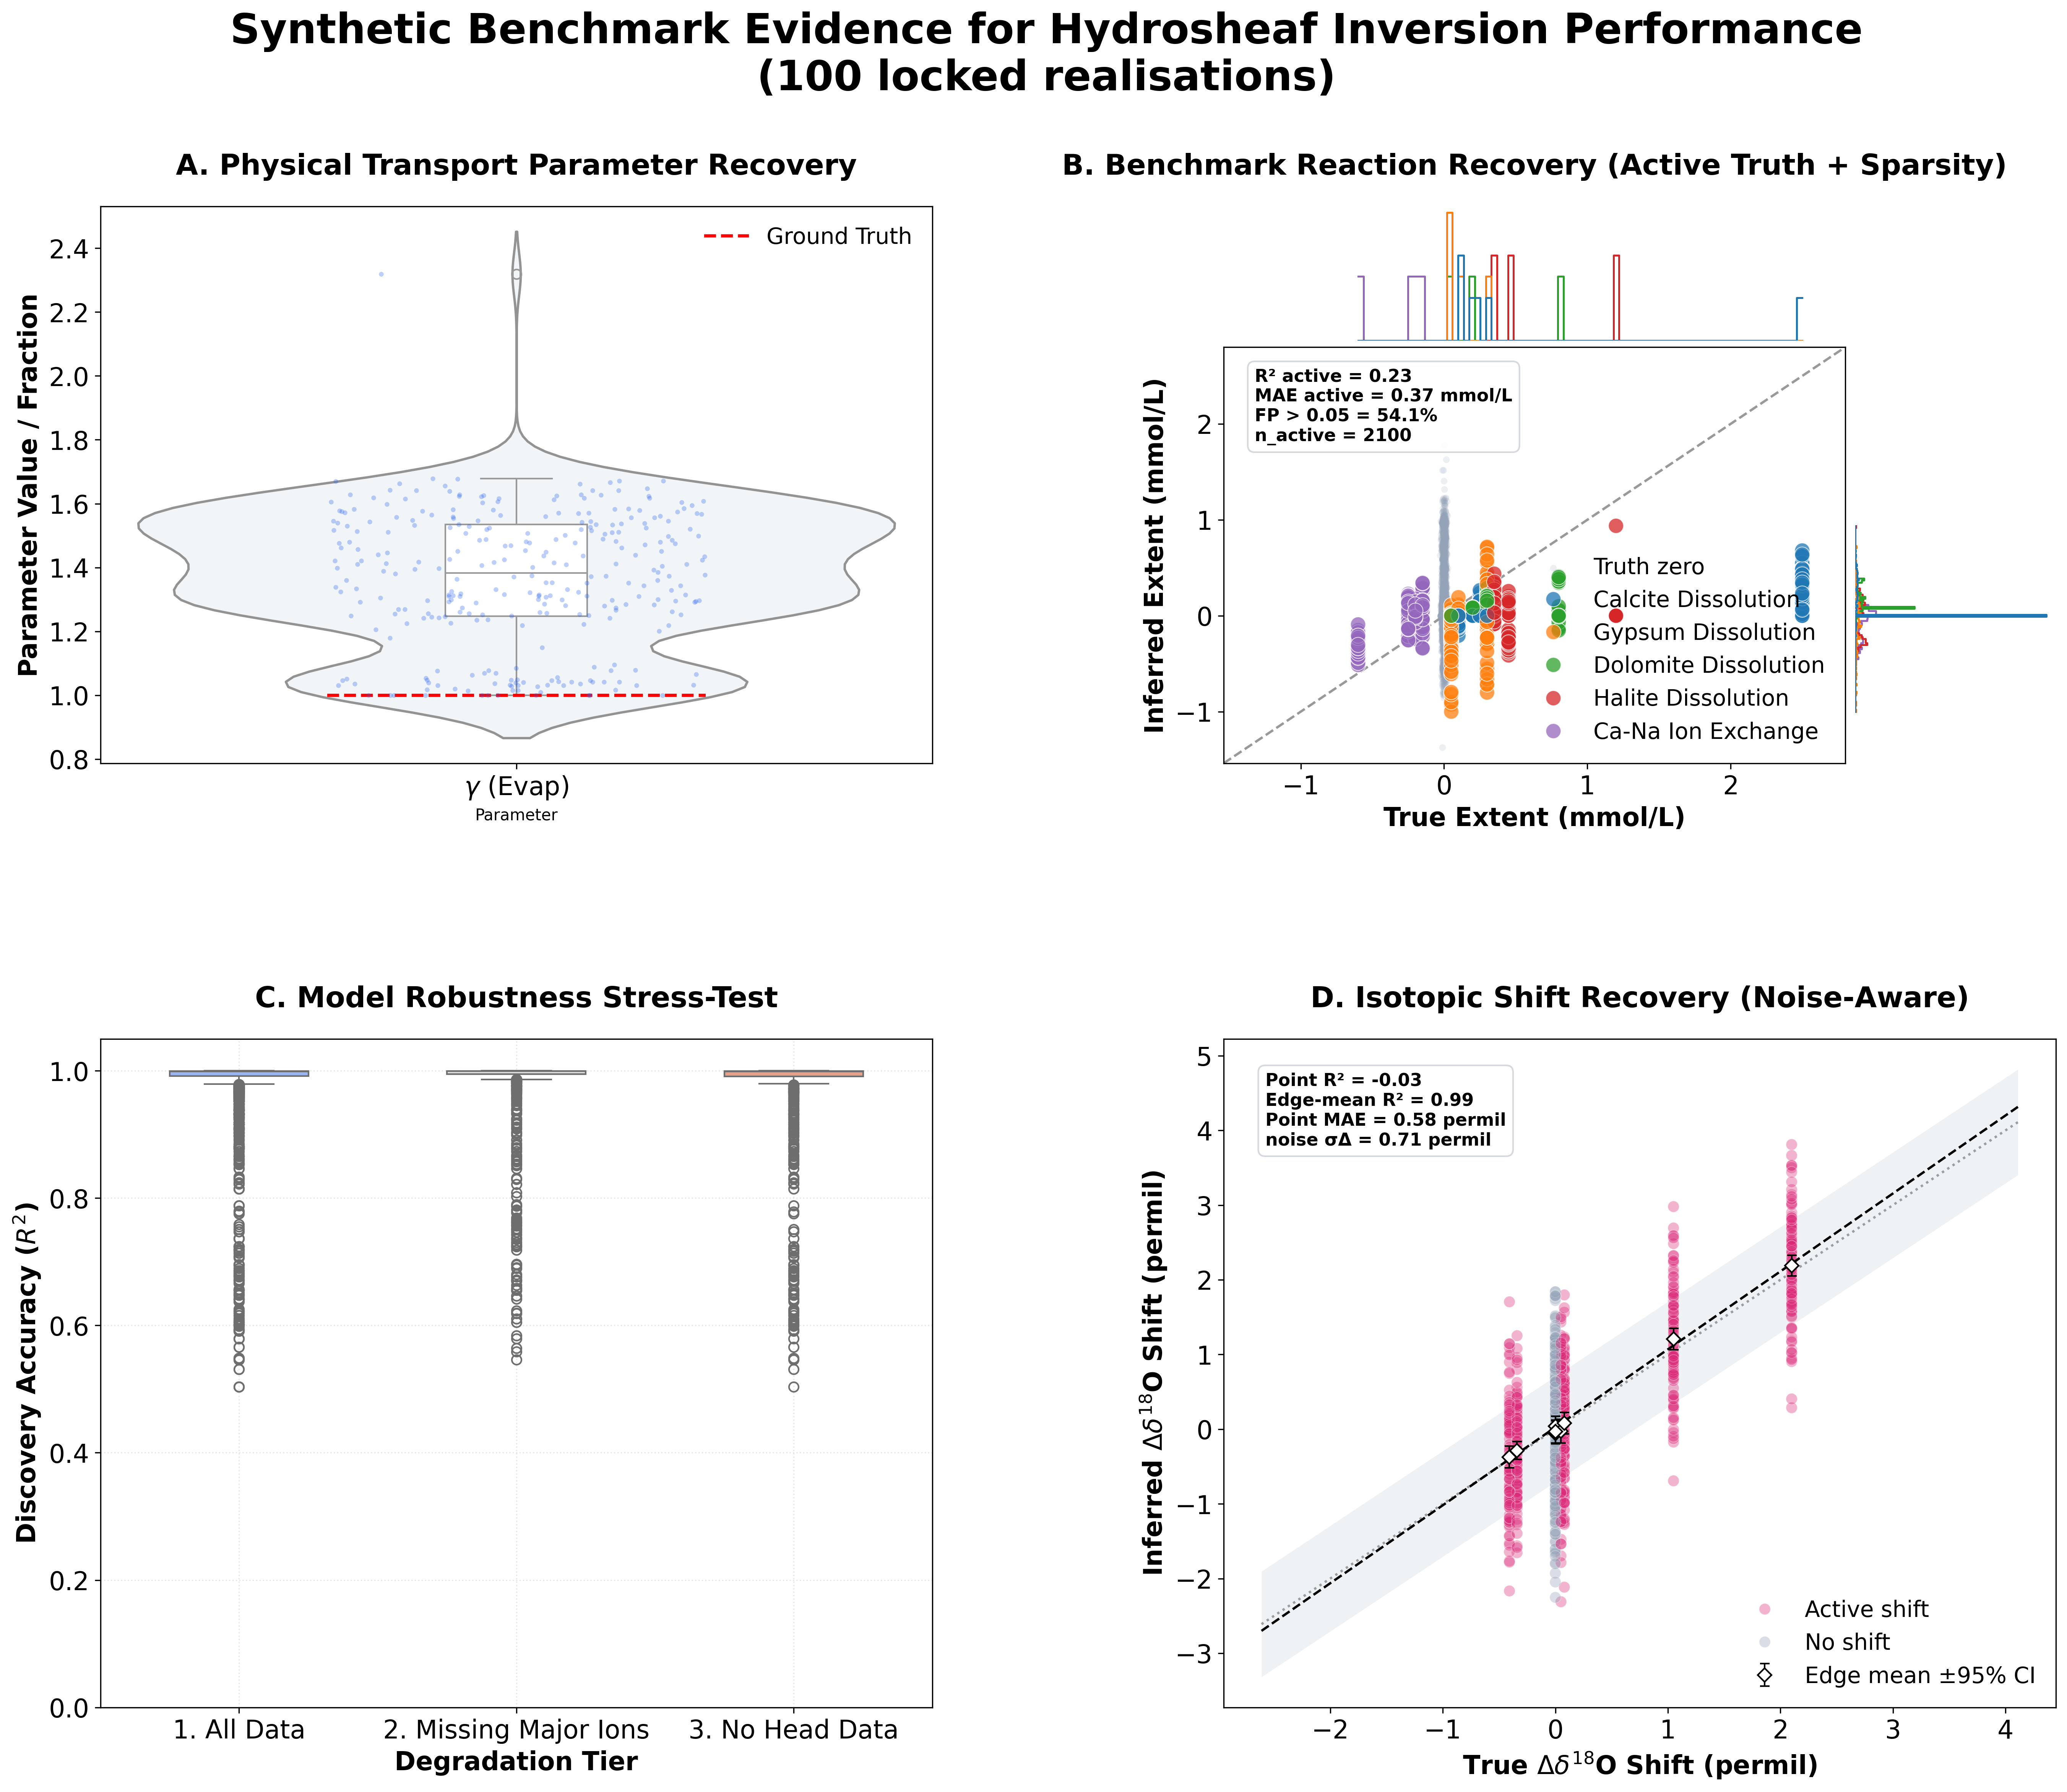 Synthetic Benchmark Evidence for Hydrosheaf Inversion Performance
(100 locked realisations)
A. Physical Transport Parameter Recovery
Parameter Value / Fraction
2.4
2.2
2.0
1.8
1.6
1.4
1.2
1.0
0.8
Ground Truth
γ (Evap)
Parameter
B. Benchmark Reaction Recovery (Active Truth + Sparsity)
Inferred Extent (mmol/L)
2
1
0
−1
R² active = 0.23
MAE active = 0.37 mmol/L
FP > 0.05 = 54.1%
n_active = 2100
Truth zero
Calcite Dissolution
Gypsum Dissolution
Dolomite Dissolution
Halite Dissolution
Ca-Na Ion Exchange
−1 0 1 2
True Extent (mmol/L)
C. Model Robustness Stress-Test
Discovery Accuracy (R²)
1.0
0.8
0.6
0.4
0.2
0.0
1. All Data 2. Missing Major Ions 3. No Head Data
Degradation Tier
D. Isotopic Shift Recovery (Noise-Aware)
Inferred Δδ¹⁸O Shift (permil)
5
4
3
2
1
0
−1
−2
−3
Point R² = -0.03
Edge-mean R² = 0.99
Point MAE = 0.58 permil
noise σΔ = 0.71 permil
Active shift
No shift
Edge mean ±95% CI
−2 −1 0 1 2 3 4
True Δδ¹⁸O Shift (permil)